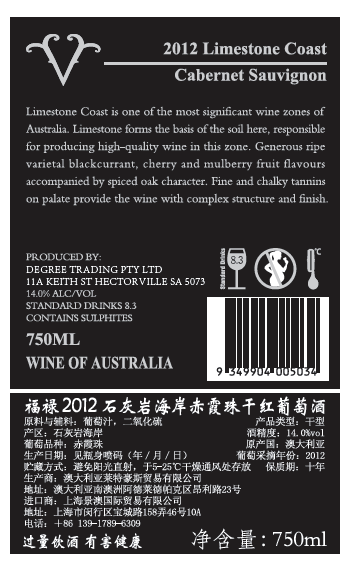 2012 Limestone Coast
Cabernet Sauvignon
Limestone Coast is one of the most significant wine zones of
Australia. Limestone forms the basis of the soil here, responsible
for producing high-quality wine in this zone. Generous ripe
varietal blackcurrant, cherry and mulberry fruit flavours
accompanied by spiced oak character. Fine and chalky tannins
on palate provide the wine with complex structure and finish.
PRODUCED BY:
DEGREE TRADING PTY LTD
11A KEITH ST HECTORVILLE SA 5073
14.0% ALC/VOL
STANDARD DRINKS 8.3
CONTAINS SULPHITES
750ML
WINE OF AUSTRALIA
Standard Drinks
8.3
°C
9 349904 005034
福禄2012石灰岩海岸赤霞珠干红葡萄酒
原料与辅料: 葡萄汁, 二氧化硫 产品类型: 干型
产区: 石灰岩海岸 酒精度: 14.0%vol
葡萄品种: 赤霞珠 原产国: 澳大利亚
生产日期: 见瓶身喷码 (年/月/日) 葡萄采摘年份: 2012
贮藏方式: 避免阳光直射, 于5-25℃干燥通风处存放 保质期: 十年
生产商: 澳大利亚莱特豪斯贸易有限公司
地址: 澳大利亚南澳洲阿德莱德帕克区昂利路23号
进口商: 上海景澳国际贸易有限公司
地址: 上海市闵行区宝城路158弄46号10A
电话: +86 139-1789-6309
过量饮酒 有害健康 净含量: 750ml